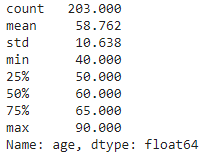 count   203.000
mean     58.762
std      10.638
min      40.000
25%      50.000
50%      60.000
75%      65.000
max      90.000
Name: age, dtype: float64